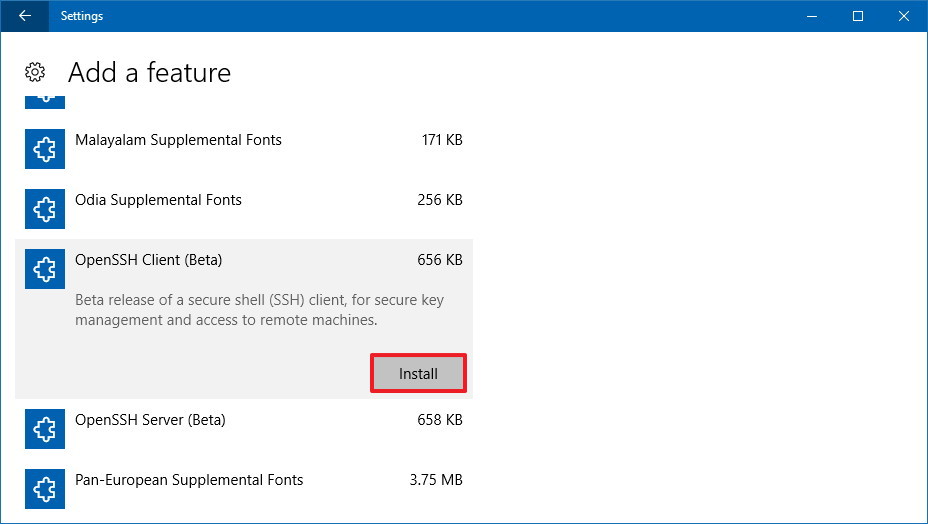 Settings
Add a feature
Malayalam Supplemental Fonts 171 KB
Odia Supplemental Fonts 256 KB
OpenSSH Client (Beta) 656 KB
Beta release of a secure shell (SSH) client, for secure key
management and access to remote machines.
Install
OpenSSH Server (Beta) 658 KB
Pan-European Supplemental Fonts 3.75 MB